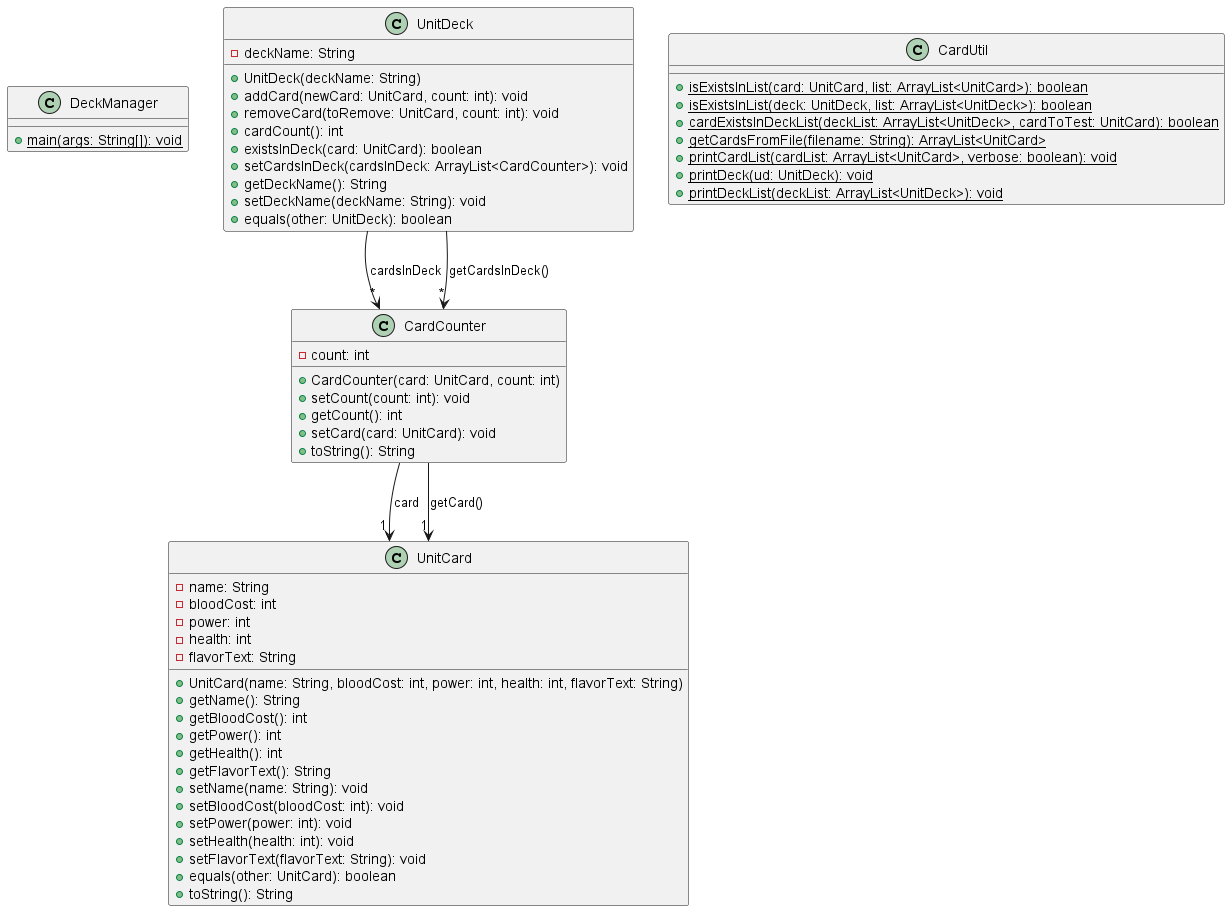 C DeckManager
main(args: String[]): void
C UnitDeck
deckName: String
UnitDeck(deckName: String)
addCard(newCard: UnitCard, count: int): void
removeCard(toRemove: UnitCard, count: int): void
cardCount(): int
existsInDeck(card: UnitCard): boolean
setCardsInDeck(cardsInDeck: ArrayList<CardCounter>): void
getDeckName(): String
setDeckName(deckName: String): void
equals(other: UnitDeck): boolean
C CardUtil
isExistsInList(card: UnitCard, list: ArrayList<UnitCard>): boolean
isExistsInList(deck: UnitDeck, list: ArrayList<UnitDeck>): boolean
cardExistsInDeckList(deckList: ArrayList<UnitDeck>, cardToTest: UnitCard): boolean
getCardsFromFile(filename: String): ArrayList<UnitCard>
printCardList(cardList: ArrayList<UnitCard>, verbose: boolean): void
printDeck(ud: UnitDeck): void
printDeckList(deckList: ArrayList<UnitDeck>): void
cardsInDeck
getCardsInDeck()
*
*
C CardCounter
count: int
CardCounter(card: UnitCard, count: int)
setCount(count: int): void
getCount(): int
setCard(card: UnitCard): void
toString(): String
card
getCard()
1
1
C UnitCard
name: String
bloodCost: int
power: int
health: int
flavorText: String
UnitCard(name: String, bloodCost: int, power: int, health: int, flavorText: String)
getName(): String
getBloodCost(): int
getPower(): int
getHealth(): int
getFlavorText(): String
setName(name: String): void
setBloodCost(bloodCost: int): void
setPower(power: int): void
setHealth(health: int): void
setFlavorText(flavorText: String): void
equals(other: UnitCard): boolean
toString(): String